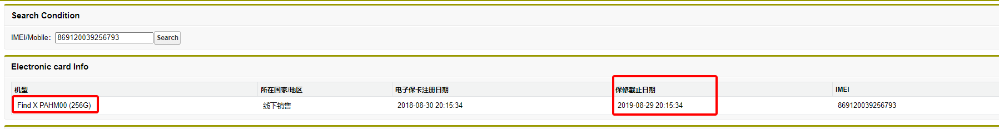 Search Condition
IMEI/Mobile: 869120039256793 Search
Electronic card Info
机型 所在国家/地区 电子保卡注册日期 保修截止日期 IMEI
Find X PAHM00 (256G) 线下销售 2018-08-30 20:15:34 2019-08-29 20:15:34 869120039256793